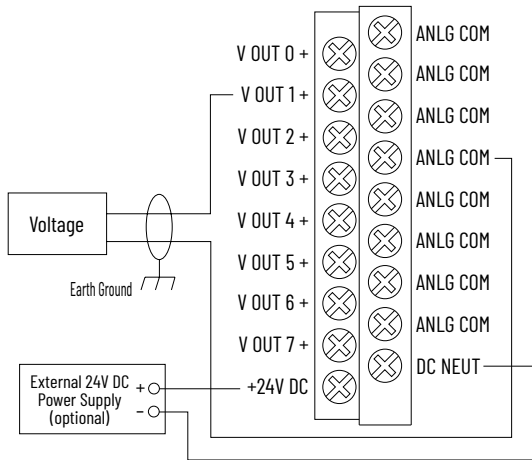 V OUT 0 +
V OUT 1 +
V OUT 2 +
V OUT 3 +
V OUT 4 +
V OUT 5 +
V OUT 6 +
V OUT 7 +
+24V DC
ANLG COM
ANLG COM
ANLG COM
ANLG COM
ANLG COM
ANLG COM
ANLG COM
ANLG COM
DC NEUT
Voltage
Earth Ground
External 24V DC
Power Supply
(optional)
+
-